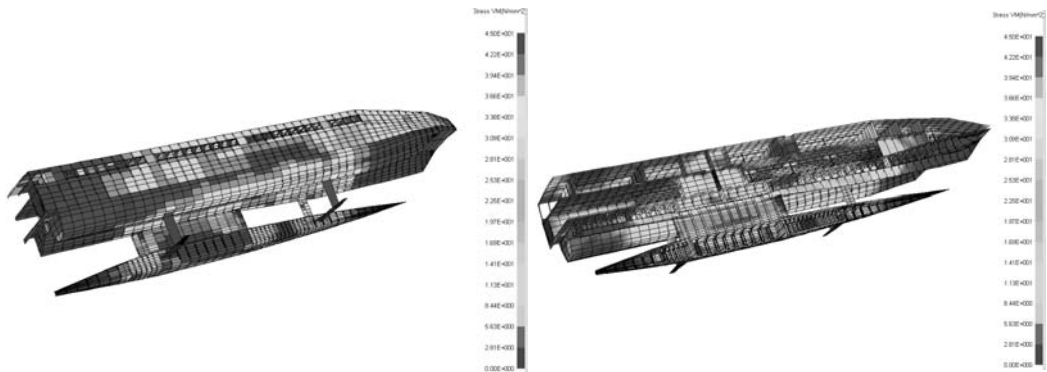 Stress VM(N/mm^2)
4.50E+001
4.22E+001
3.94E+001
3.66E+001
3.38E+001
3.09E+001
2.81E+001
2.53E+001
2.25E+001
1.97E+001
1.69E+001
1.41E+001
1.13E+001
8.44E+000
5.63E+000
2.81E+000
0.00E+000
Stress VM(N/mm^2)
4.50E+001
4.22E+001
3.94E+001
3.66E+001
3.38E+001
3.09E+001
2.81E+001
2.53E+001
2.25E+001
1.97E+001
1.69E+001
1.41E+001
1.13E+001
8.44E+000
5.63E+000
2.81E+000
0.00E+000